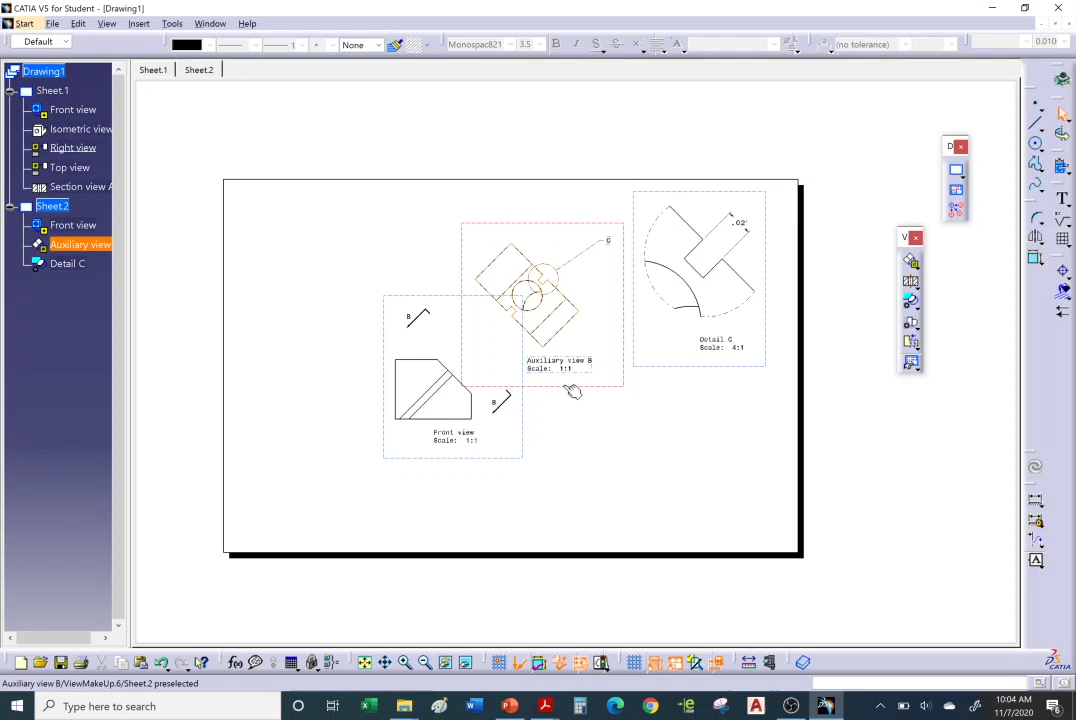 CATIA V5 for Student - [Drawing1]
Start File Edit View Insert Tools Window Help
Default
1
None
Monospac821
3.5
B I S
(no tolerance)
0.010
Sheet.1 Sheet.2
Drawing1
Sheet.1
Front view
Isometric view
Right view
Top view
Section view A
Sheet.2
Front view
Auxiliary view
Detail C
D
V
C
.02'
B
Auxiliary view B
Scale: 1:1
Detail C
Scale: 4:1
B
Front view
Scale: 1:1
CATIA
Auxiliary view B/ViewMakeUp.6/Sheet.2 preselected
Type here to search
10:04 AM
11/7/2020